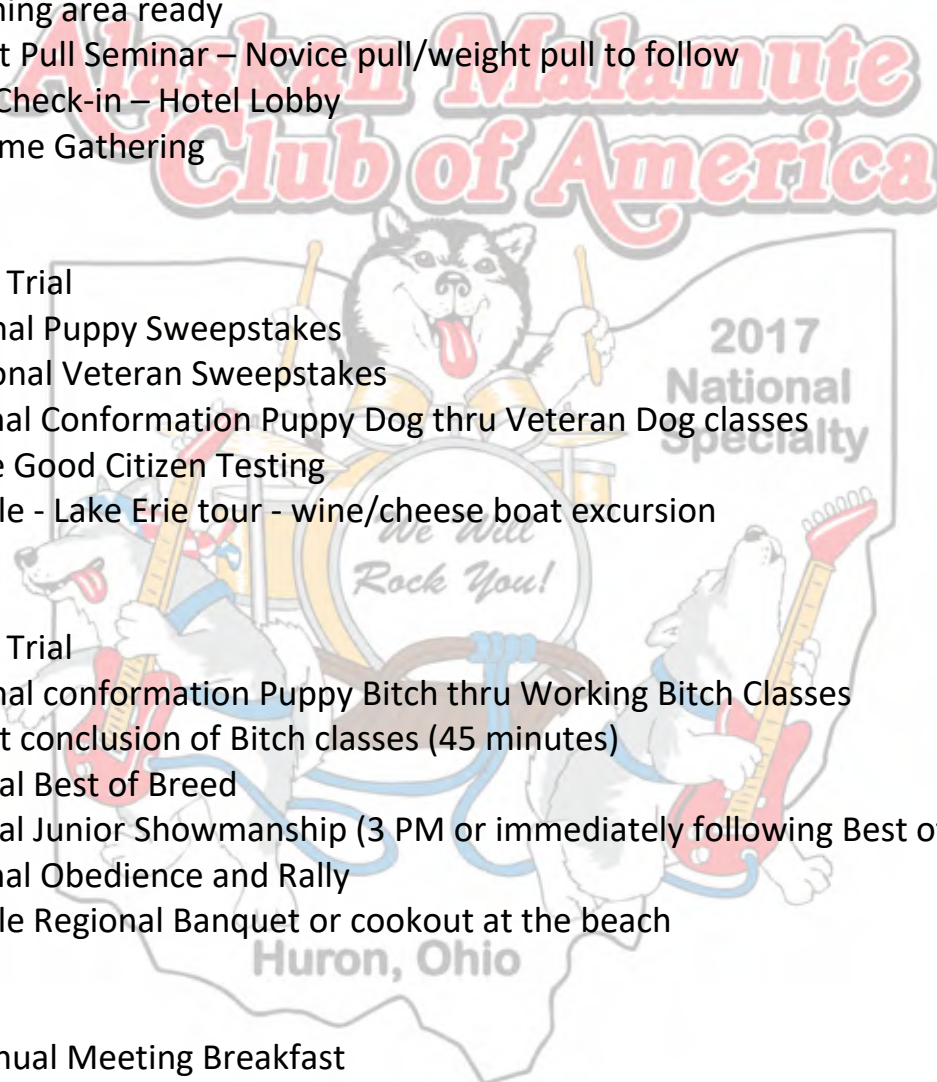 ning area ready
Alaskan Malamute
t Pull Seminar – Novice pull/weight pull to follow
Check-in – Hotel Lobby
me Gathering
Club of America
Trial
nal Puppy Sweepstakes
2017
onal Veteran Sweepstakes
National
nal Conformation Puppy Dog thru Veteran Dog classes
Specialty
e Good Citizen Testing
le - Lake Erie tour - wine/cheese boat excursion
We Will
Rock You!
Trial
nal conformation Puppy Bitch thru Working Bitch Classes
t conclusion of Bitch classes (45 minutes)
al Best of Breed
al Junior Showmanship (3 PM or immediately following Best o
nal Obedience and Rally
le Regional Banquet or cookout at the beach
Huron, Ohio
nual Meeting Breakfast